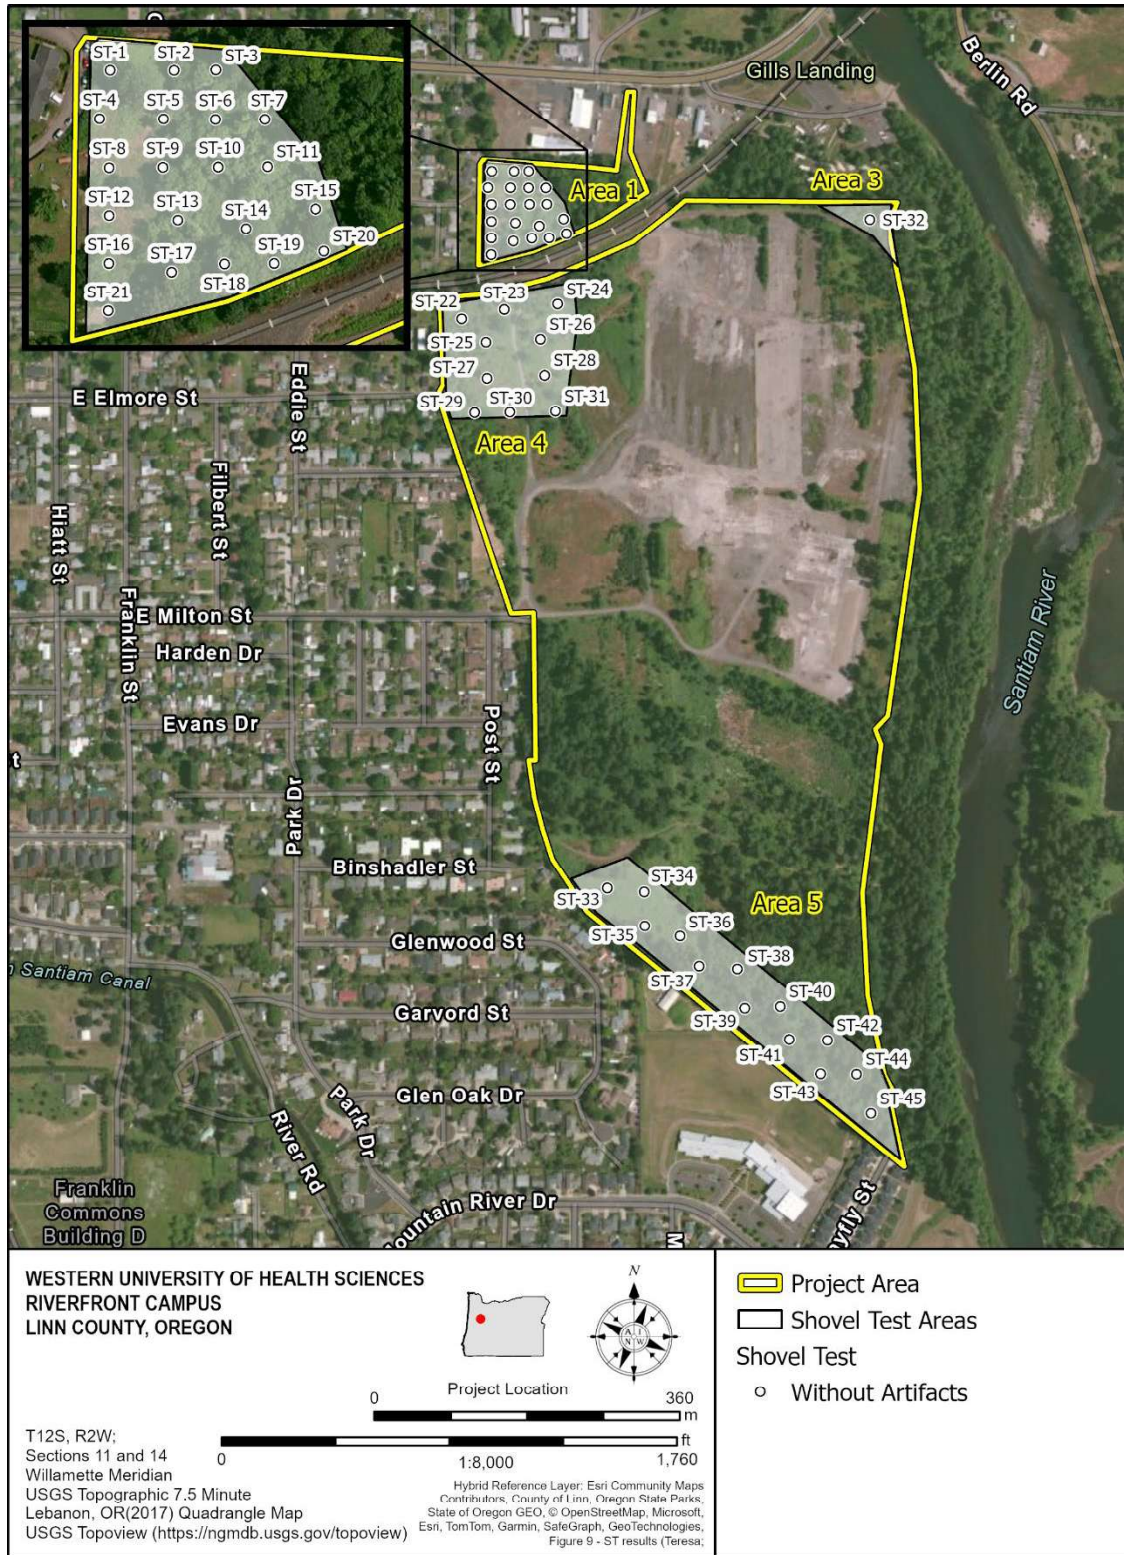 ST-1
ST-2
ST-3
ST-4
ST-5
ST-6
ST-7
ST-8
ST-9
ST-10
ST-11
ST-12
ST-13
ST-14
ST-15
ST-16
ST-17
ST-18
ST-19
ST-20
ST-21
Gills Landing
Berlin Rd
Area 1
Area 3
ST-32
ST-22
ST-23
ST-24
ST-25
ST-26
ST-27
ST-28
ST-29
ST-30
ST-31
Area 4
E Elmore St
Eddie St
Filbert St
Hiatt St
Franklin St
E Milton St
Harden Dr
Evans Dr
Post St
Park Dr
Binshadler St
Santiam River
ST-33
ST-34
Area 5
ST-35
ST-36
ST-37
ST-38
ST-39
ST-40
ST-41
ST-42
ST-43
ST-44
ST-45
Glenwood St
n Santiam Canal
Garvord St
Glen Oak Dr
Park Dr
River Rd
Franklin
Commons
Building D
ountain River Dr
M
yfly St
WESTERN UNIVERSITY OF HEALTH SCIENCES
RIVERFRONT CAMPUS
LINN COUNTY, OREGON
N
Project Location
0 360
m
ft
0 1:8,000 1,760
T12S, R2W;
Sections 11 and 14
Willamette Meridian
USGS Topographic 7.5 Minute
Lebanon, OR(2017) Quadrangle Map
USGS Topoview (https://ngmdb.usgs.gov/topoview)
Hybrid Reference Layer: Esri Community Maps
Contributors, County of Linn, Oregon State Parks,
State of Oregon GEO, © OpenStreetMap, Microsoft,
Esri, TomTom, Garmin, SafeGraph, GeoTechnologies,
Figure 9 - ST results (Teresa;
Project Area
Shovel Test Areas
Shovel Test
Without Artifacts